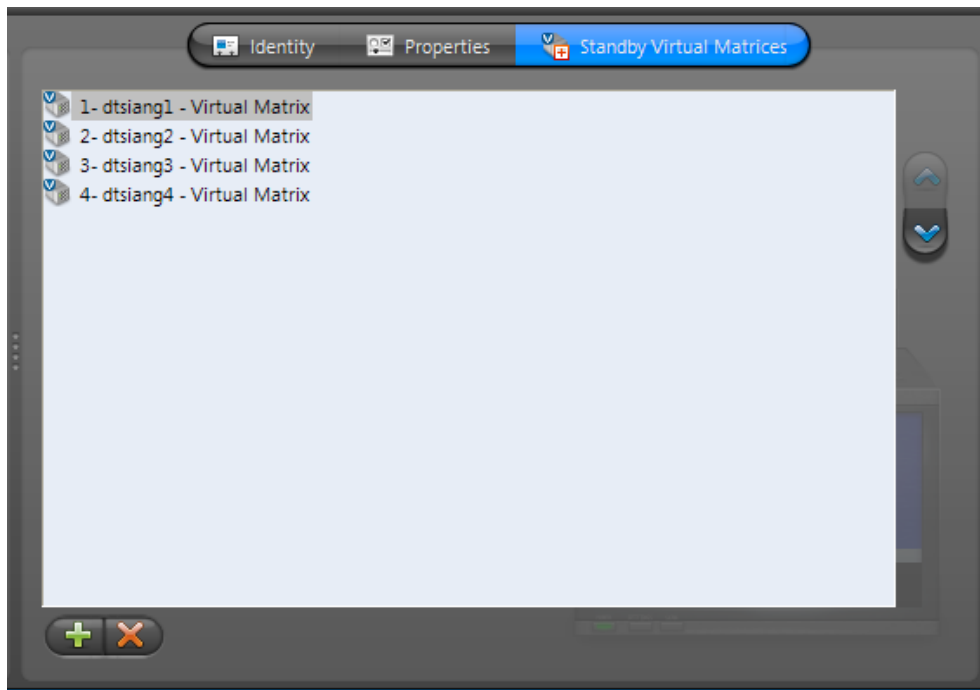 Identity Properties Standby Virtual Matrices
1- dtsiang1 - Virtual Matrix
2- dtsiang2 - Virtual Matrix
3- dtsiang3 - Virtual Matrix
4- dtsiang4 - Virtual Matrix